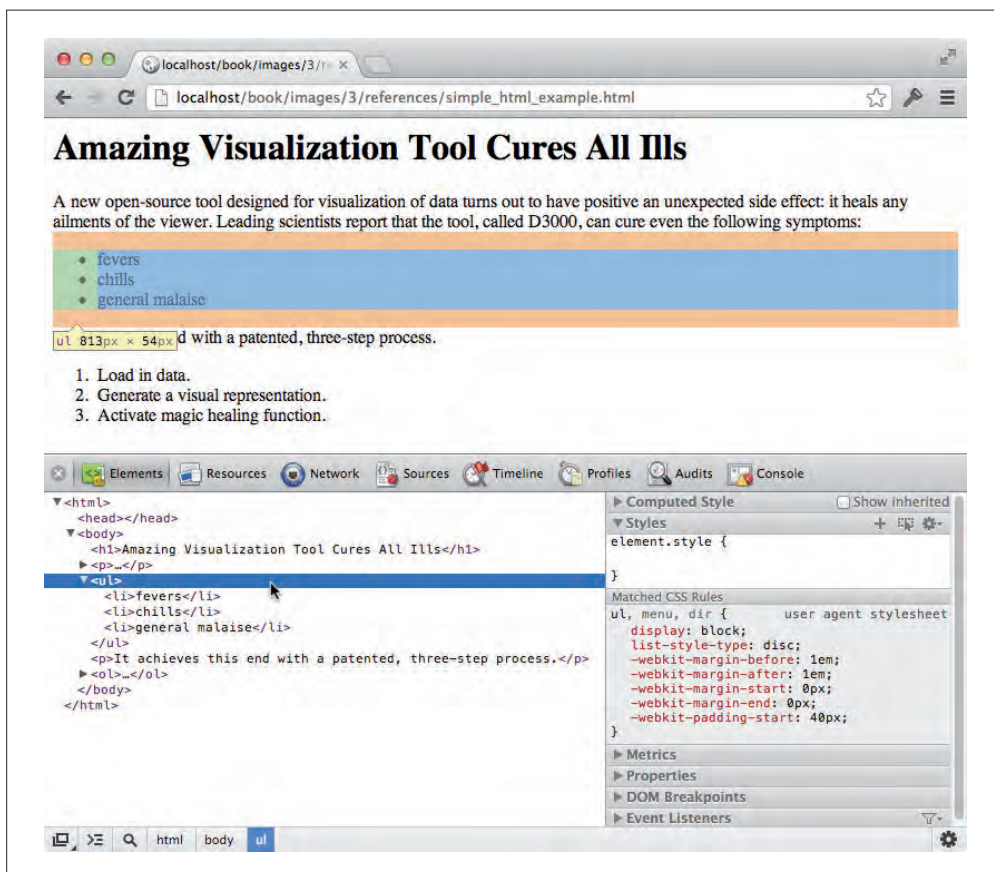 localhost/book/images/3/re ×
localhost/book/images/3/references/simple_html_example.html
Amazing Visualization Tool Cures All Ills
A new open-source tool designed for visualization of data turns out to have positive an unexpected side effect: it heals any
ailments of the viewer. Leading scientists report that the tool, called D3000, can cure even the following symptoms:
• fevers
• chills
• general malaise
ul 813px × 54px d with a patented, three-step process.
1. Load in data.
2. Generate a visual representation.
3. Activate magic healing function.
Elements Resources Network Sources Timeline Profiles Audits Console
▼<html>
<head></head>
▼<body>
<h1>Amazing Visualization Tool Cures All Ills</h1>
▶<p>…</p>
▼<ul>
<li>fevers</li>
<li>chills</li>
<li>general malaise</li>
</ul>
<p>It achieves this end with a patented, three-step process.</p>
▶<ol>…</ol>
</body>
</html>
▶ Computed Style Show inherited
▼ Styles
element.style {
}
Matched CSS Rules
ul, menu, dir { user agent stylesheet
display: block;
list-style-type: disc;
-webkit-margin-before: 1em;
-webkit-margin-after: 1em;
-webkit-margin-start: 0px;
-webkit-margin-end: 0px;
-webkit-padding-start: 40px;
}
▶ Metrics
▶ Properties
▶ DOM Breakpoints
▶ Event Listeners
html body ul